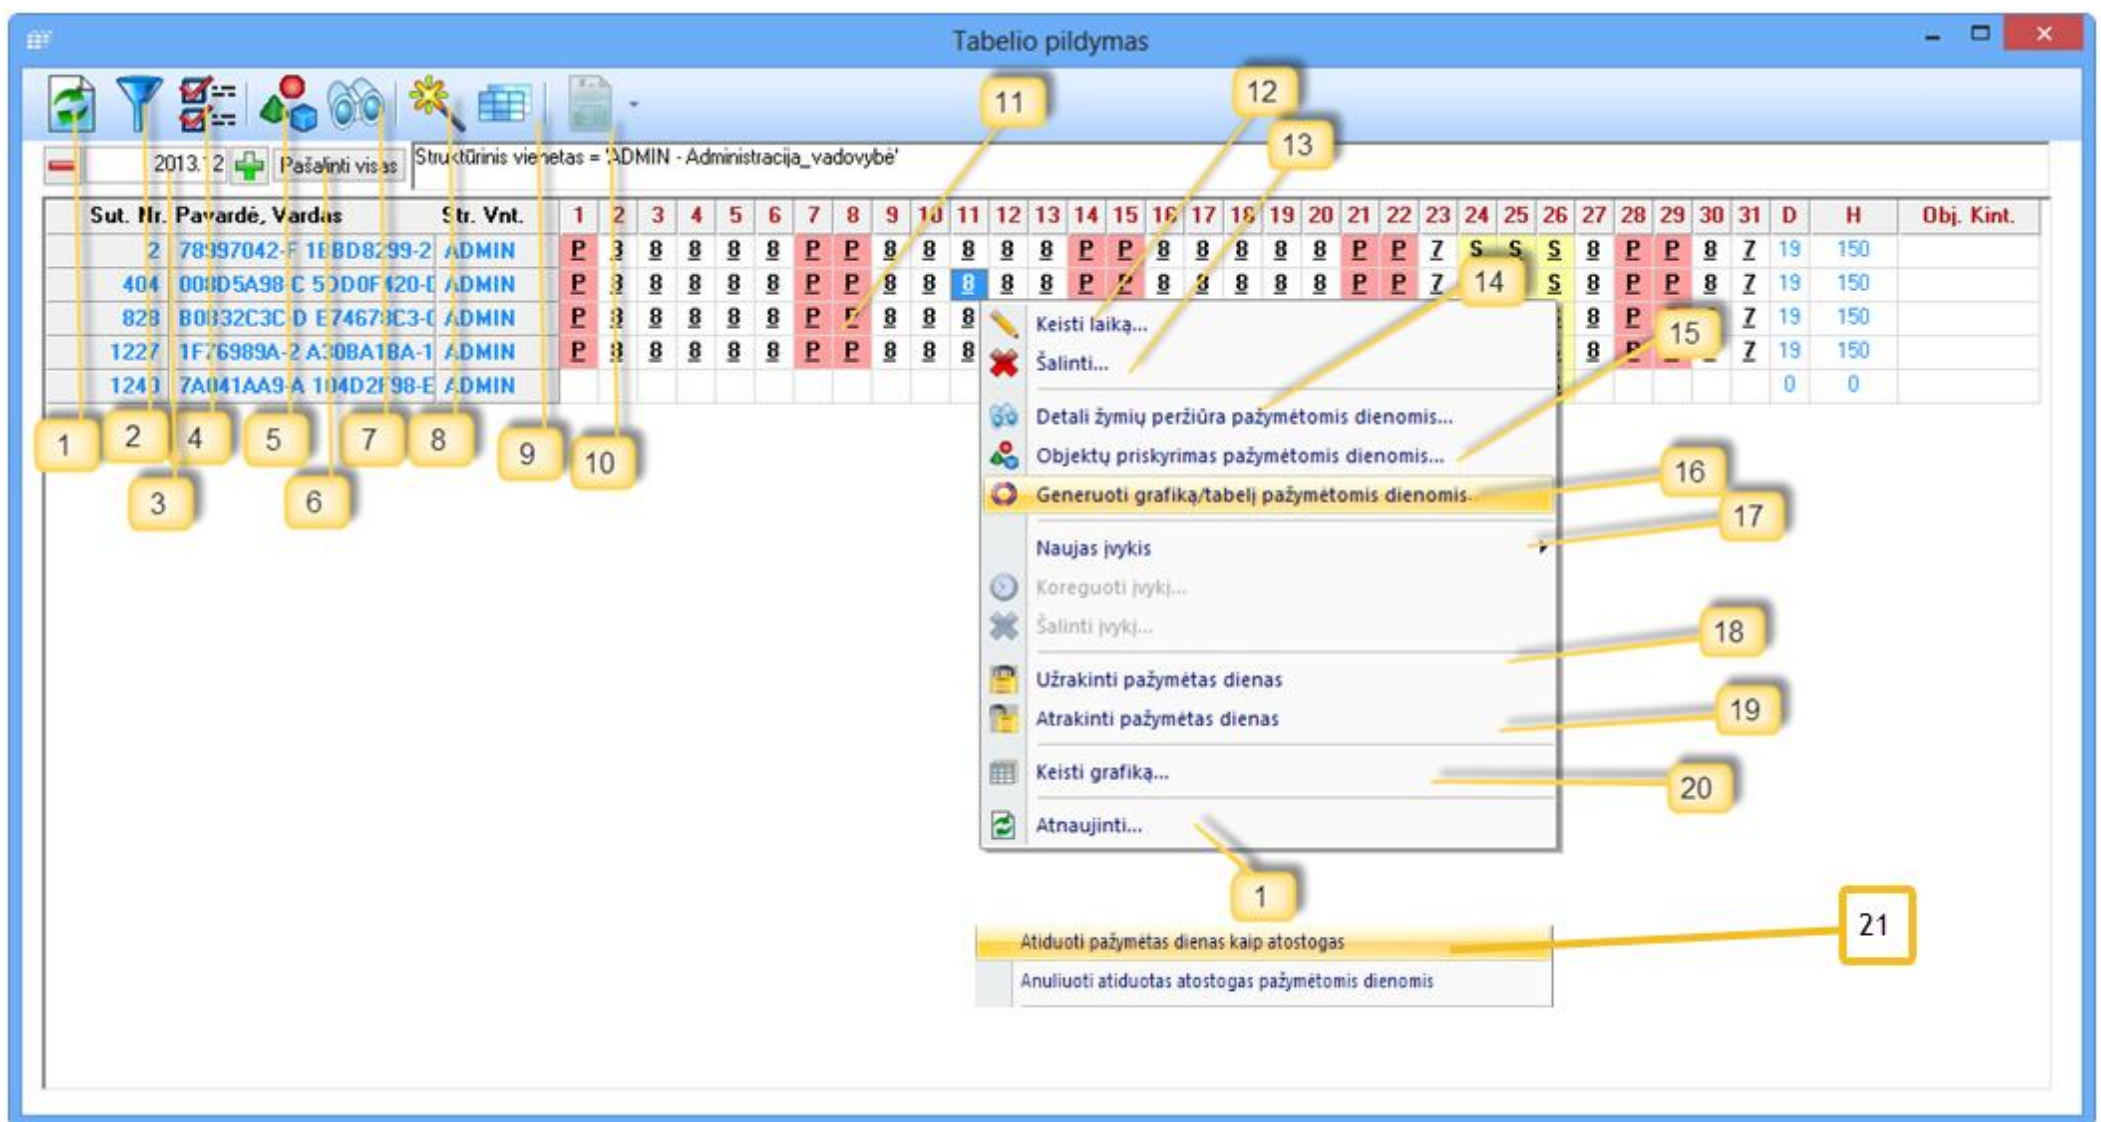 Tabelio pildymas
11
12
13
2013.12 Pašalinti visas Struktūrinis vienetas = 'ADMIN - Administracija_vadovybė'
Sut. Nr. Pavardė, Vardas Str. Vnt. 1 2 3 4 5 6 7 8 9 10 11 12 13 14 15 16 17 18 19 20 21 22 23 24 25 26 27 28 29 30 31 D H Obj. Kint.
2 ADMIN P 8 8 8 8 8 P P 8 8 8 8 8 P P 8 8 8 8 8 P P 7 S S S 8 P P 8 7 19 150
404 ADMIN P 8 8 8 8 8 P P 8 8 8 8 8 P P 8 8 8 8 8 P P 7 14 S 8 P P 8 7 19 150
828 ADMIN P 8 8 8 8 8 P P 8 8 8 8 P 7 19 150
1227 ADMIN P 8 8 8 8 8 P P 8 8 8 8 P 7 19 150
1240 ADMIN 0 0
15
Keisti laiką...
Šalinti...
Detali žymių peržiūra pažymėtomis dienomis...
Objektų priskyrimas pažymėtomis dienomis...
Generuoti grafiką/tabelį pažymėtomis dienomis...
16
17
Naujas įvykis
Koreguoti įvykį...
Šalinti įvykį...
18
Užrakinti pažymėtas dienas
Atrakinti pažymėtas dienas
19
Keisti grafiką...
20
Atnaujinti...
1
1 2 4 5 7 8 9 10
3 6
Atiduoti pažymėtas dienas kaip atostogas
21
Anuliuoti atiduotas atostogas pažymėtomis dienomis